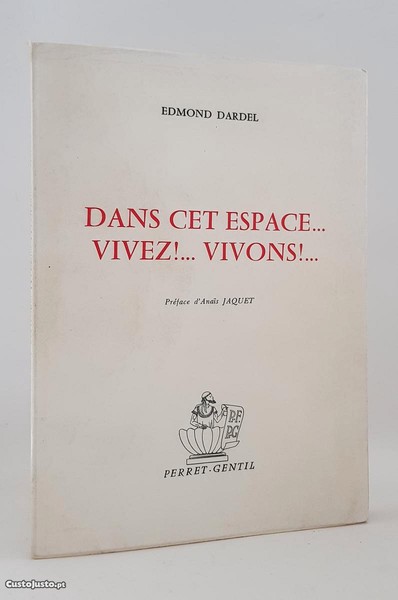 EDMOND DARDEL
DANS CET ESPACE...
VIVEZ!... VIVONS!...
Préface d'Anaïs JAQUET
PERRET-GENTIL
CustoJusto.pt